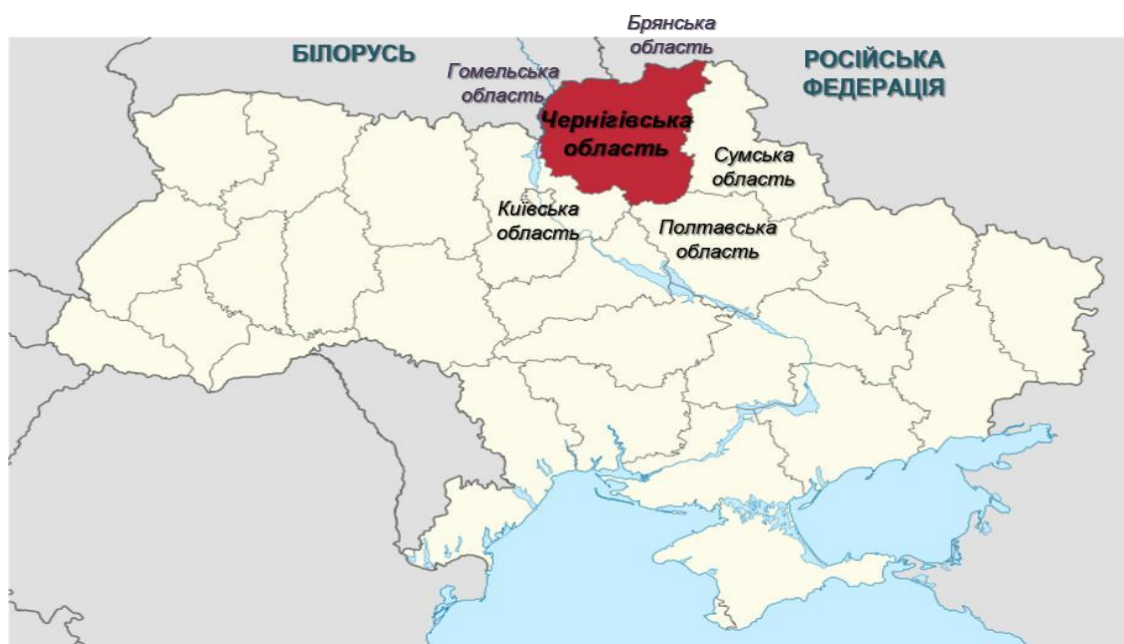 Брянська
область
БІЛОРУСЬ
РОСІЙСЬКА
ФЕДЕРАЦІЯ
Гомельська
область
Чернігівська
область
Сумська
область
Київська
область
Полтавська
область